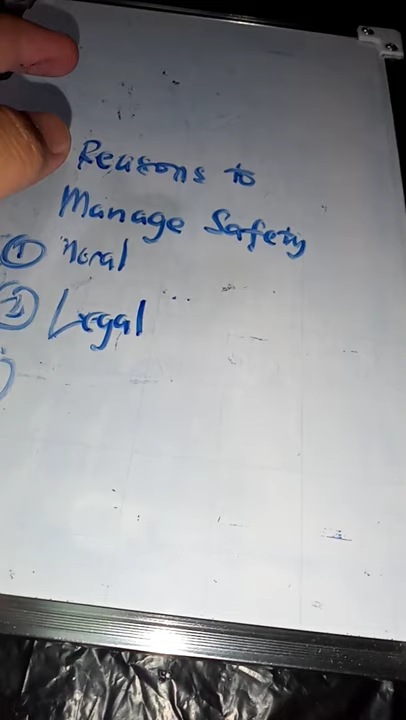 Reasons to
Manage Safety
① Moral
② Legal